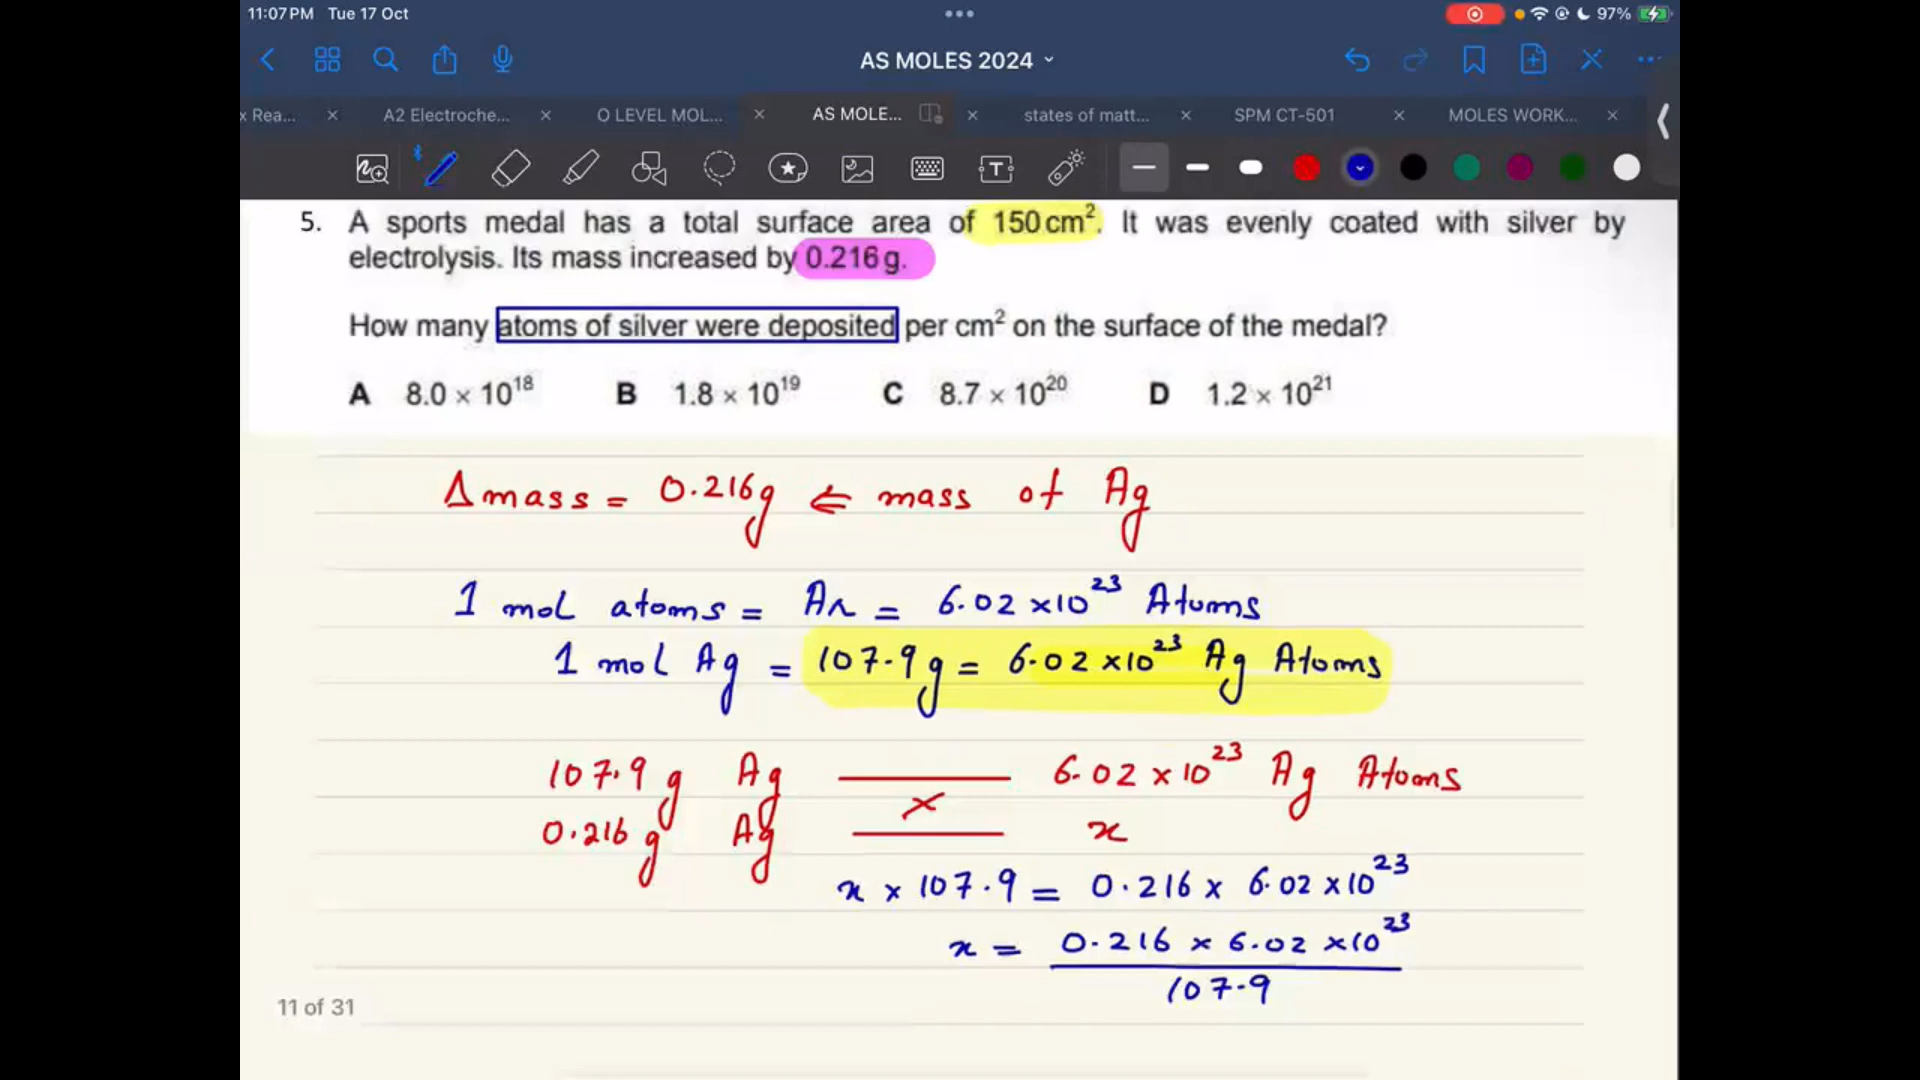 11:07PM Tue 17 Oct
97%
AS MOLES 2024
x Rea... × A2 Electroche... × O LEVEL MOL... × AS MOLE... × states of matt... × SPM CT-501 × MOLES WORK... ×
5. A sports medal has a total surface area of 150 cm². It was evenly coated with silver by
electrolysis. Its mass increased by 0.216 g.
How many atoms of silver were deposited per cm² on the surface of the medal?
A 8.0 × 10¹⁸ B 1.8 × 10¹⁹ C 8.7 × 10²⁰ D 1.2 × 10²¹
Δmass = 0.216g ⇐ mass of Ag
1 mol atoms = Ar = 6.02 ×10²³ Atoms
1 mol Ag = 107.9g = 6.02 ×10²³ Ag Atoms
107.9 g Ag 6.02 × 10²³ Ag Atoms
×
0.216 g Ag x
x × 107.9 = 0.216 × 6.02 ×10²³
x = 0.216 × 6.02 ×10²³
107.9
11 of 31